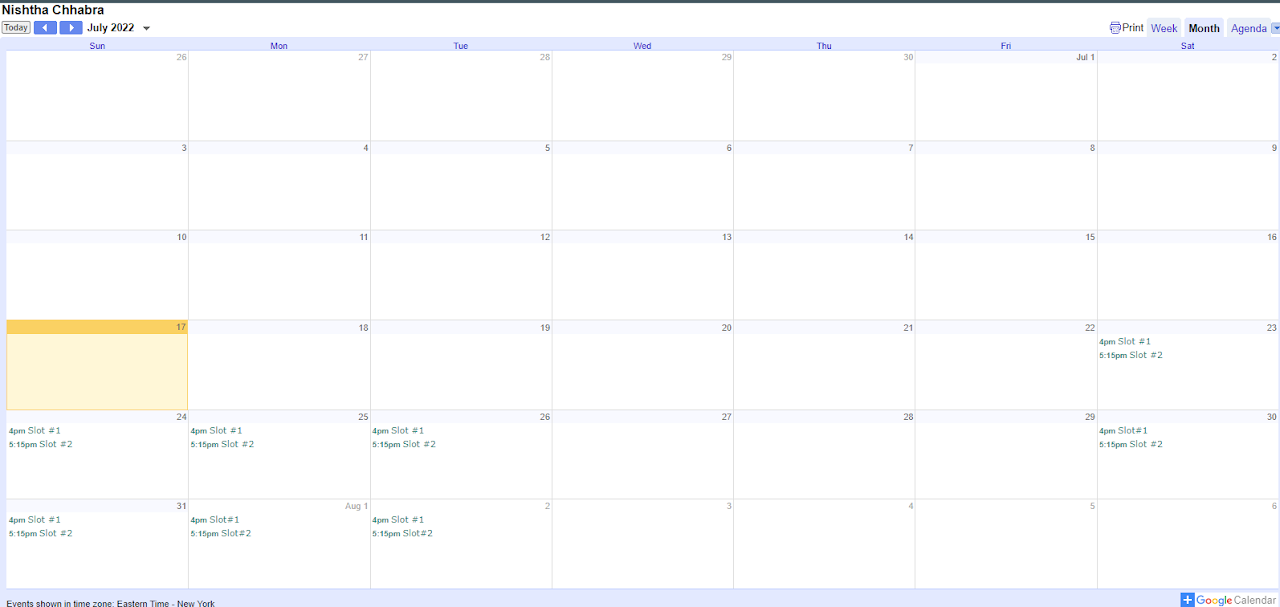 Nishtha Chhabra
Today July 2022 Print Week Month Agenda
Sun Mon Tue Wed Thu Fri Sat
26 27 28 29 30 Jul 1 2
3 4 5 6 7 8 9
10 11 12 13 14 15 16
17 18 19 20 21 22 23
4pm Slot #1
5:15pm Slot #2
24 25 26 27 28 29 30
4pm Slot #1 4pm Slot #1 4pm Slot #1 4pm Slot#1
5:15pm Slot #2 5:15pm Slot #2 5:15pm Slot #2 5:15pm Slot #2
31 Aug 1 2 3 4 5 6
4pm Slot #1 4pm Slot#1 4pm Slot #1
5:15pm Slot #2 5:15pm Slot#2 5:15pm Slot#2
Events shown in time zone: Eastern Time - New York Google Calendar